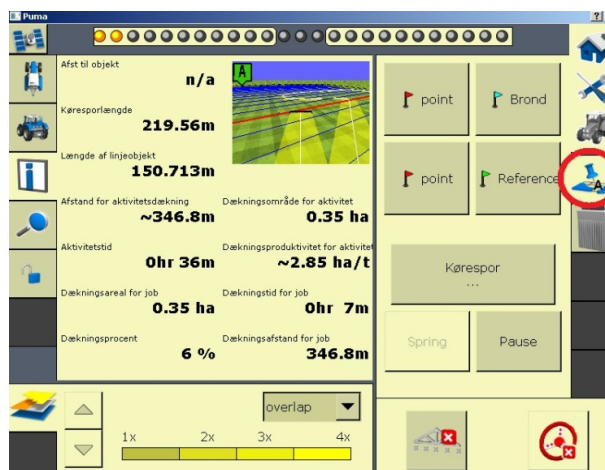 Puma
?
Afst til objekt
n/a
A
Køresporlængde
219.56m
Længde af linjeobjekt
150.713m
Afstand for aktivitetsdækning
~346.8m
Dækningsområde for aktivitet
0.35 ha
Aktivitetstid
0hr 36m
Dækningsproduktivitet for aktivitet
~2.85 ha/t
Dækningsareal for job
0.35 ha
Dækningstid for job
0hr 7m
Dækningsprocent
6 %
Dækningsafstand for job
346.8m
point
Brond
point
Reference
A
Kørespor
...
Spring
Pause
overlap
1x 2x 3x 4x